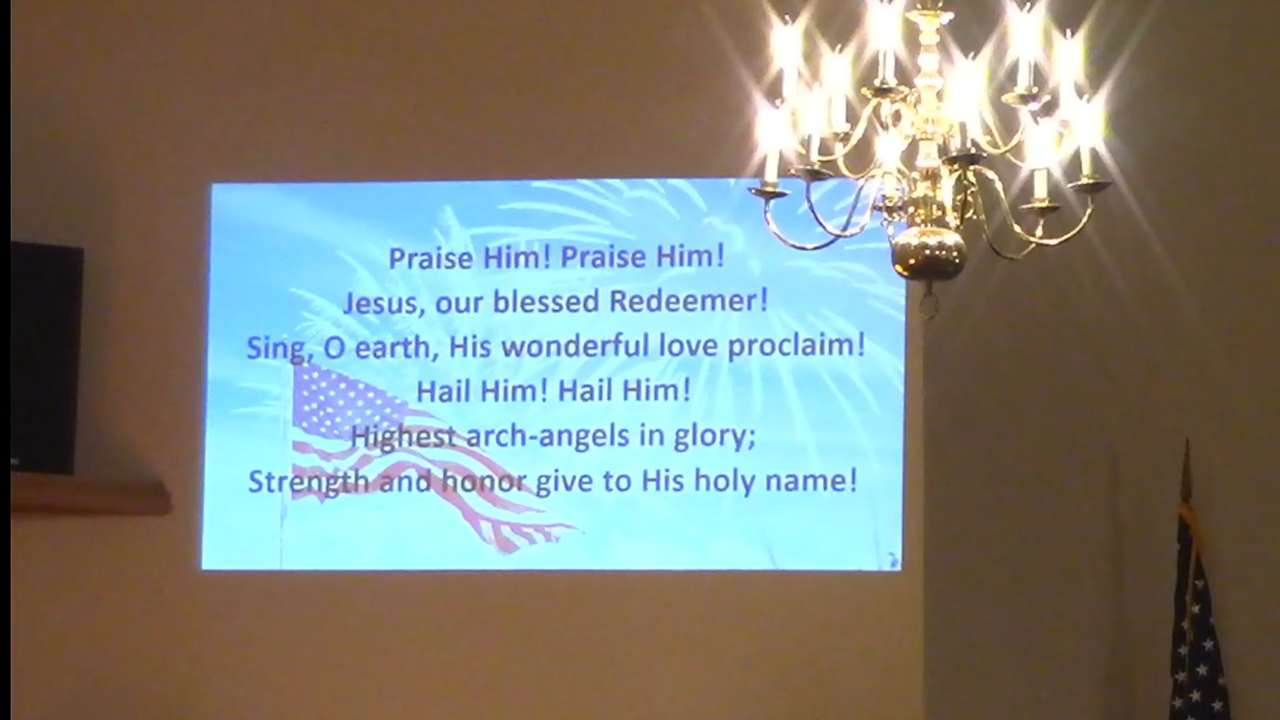 Praise Him! Praise Him!
Jesus, our blessed Redeemer!
Sing, O earth, His wonderful love proclaim!
Hail Him! Hail Him!
Highest arch-angels in glory;
Strength and honor give to His holy name!